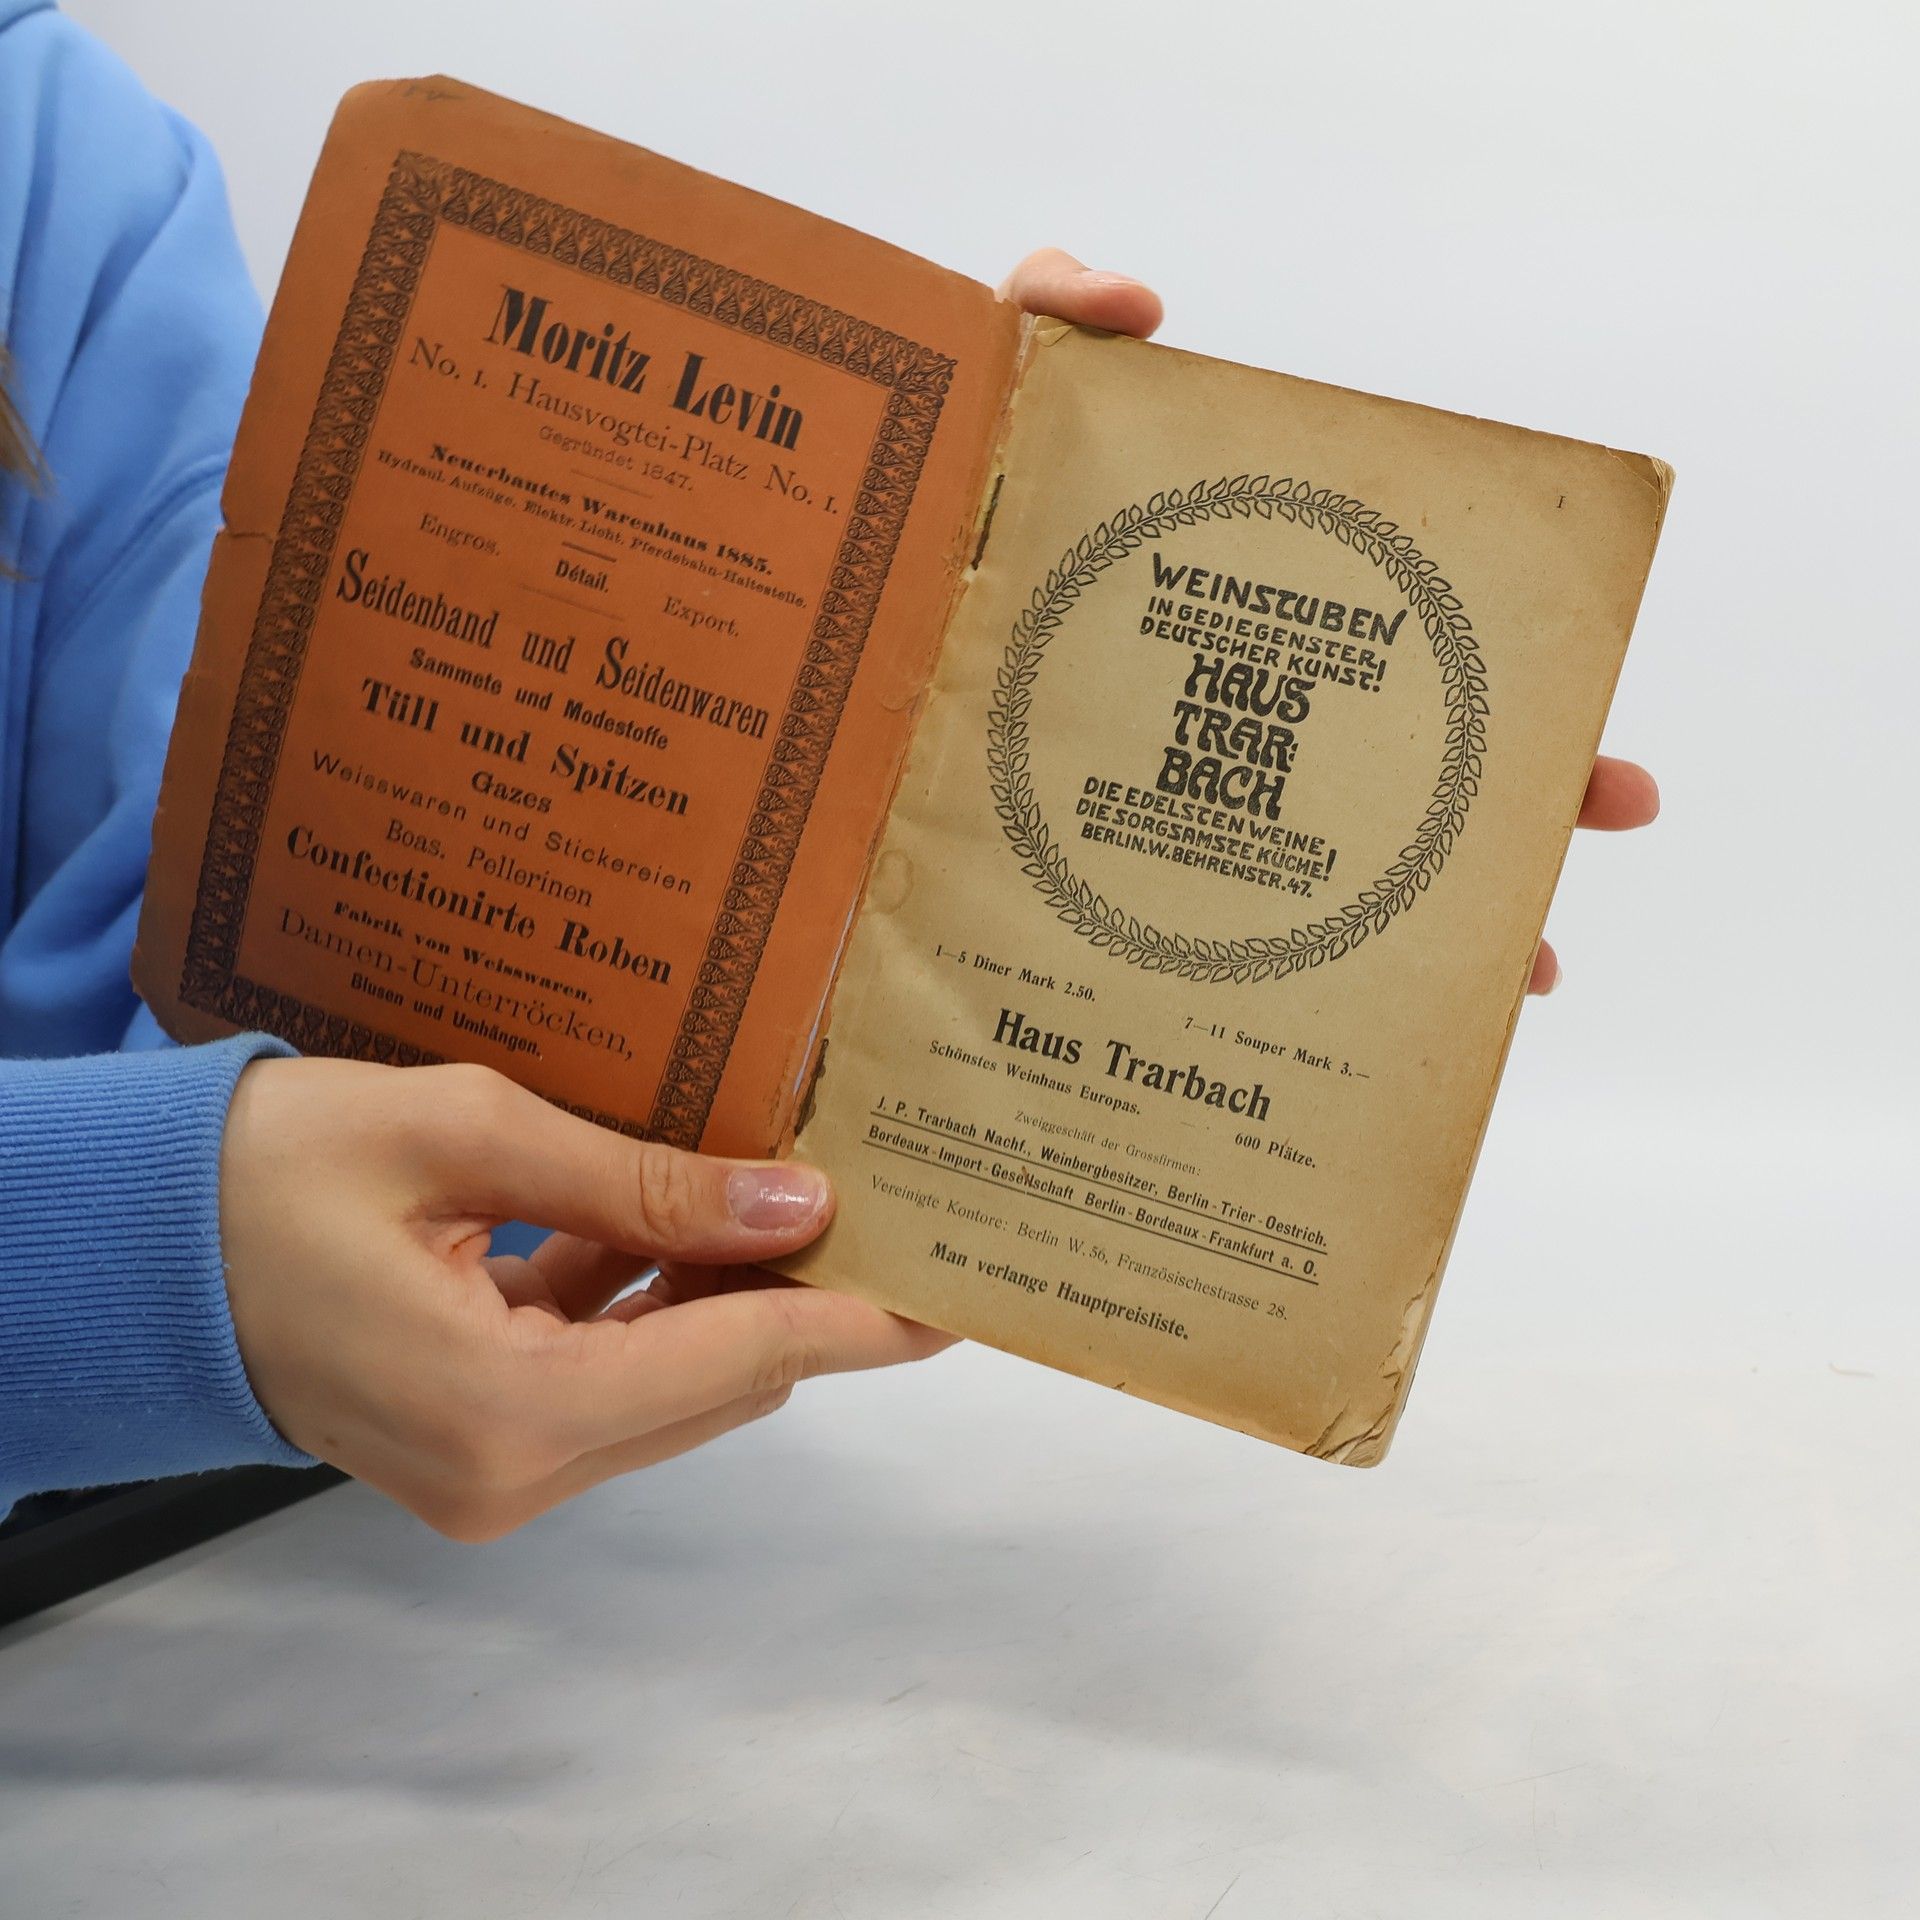 Moritz Levin
No. 1. Hausvogtei-Platz No. 1.
Gegründet 1847.
Neuerbautes Warenhaus 1885.
Hydraul. Aufzüge. Elektr. Licht. Pferdebahn-Haltestelle.
Engros. Détail. Export.
Seidenband und Seidenwaren
Sammete und Modestoffe
Tüll und Spitzen
Gazes
Weisswaren und Stickereien
Boas. Pellerinen
Confectionirte Roben
Fabrik von Weisswaren,
Damen-Unterröcken,
Blusen und Umhängen.
I
WEINSTUBEN
IN GEDIEGENSTER
DEUTSCHER KUNST!
HAUS
TRAR:
BACH
DIE EDELSTEN WEINE
DIE SORGSAMSTE KÜCHE!
BERLIN.W.BEHRENSTR.47.
1—5 Diner Mark 2.50.
7—11 Souper Mark 3.—
Haus Trarbach
Schönstes Weinhaus Europas.
600 Plätze.
Zweiggeschäft der Grossfirmen:
J. P. Trarbach Nachf., Weinbergbesitzer, Berlin-Trier-Oestrich.
Bordeaux-Import-Gesellschaft Berlin-Bordeaux-Frankfurt a. O.
Vereinigte Kontore: Berlin W. 56, Französischestrasse 28.
Man verlange Hauptpreisliste.